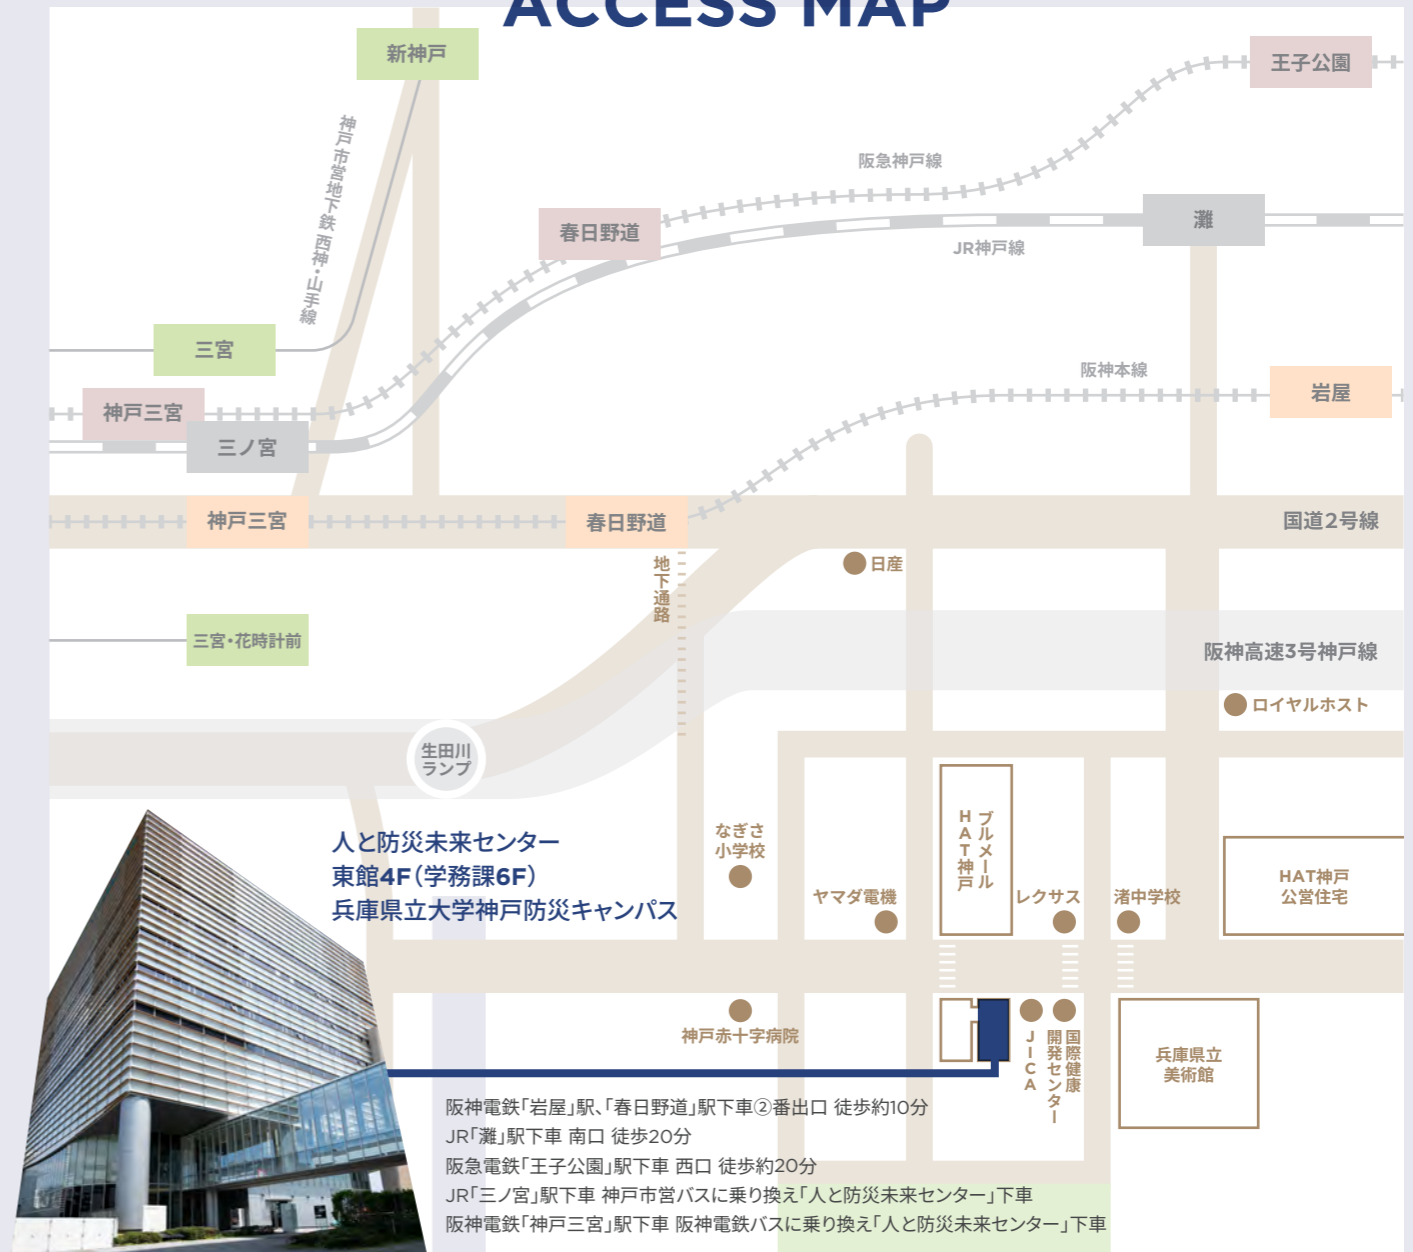 ACCESS MAP
新神戸
王子公園
神戸市営地下鉄 西神・山手線
阪急神戸線
春日野道
灘
JR神戸線
三宮
阪神本線
岩屋
神戸三宮
三ノ宮
神戸三宮
春日野道
国道2号線
地下通路
日産
三宮・花時計前
阪神高速3号神戸線
ロイヤルホスト
生田川
ランプ
人と防災未来センター
東館4F（学務課6F）
兵庫県立大学神戸防災キャンパス
なぎさ
小学校
ブルメール
HAT神戸
ヤマダ電機
レクサス
渚中学校
HAT神戸
公営住宅
神戸赤十字病院
JICA
国際健康
開発センター
兵庫県立
美術館
阪神電鉄「岩屋」駅、「春日野道」駅下車②番出口 徒歩約10分
JR「灘」駅下車 南口 徒歩20分
阪急電鉄「王子公園」駅下車 西口 徒歩約20分
JR「三ノ宮」駅下車 神戸市営バスに乗り換え「人と防災未来センター」下車
阪神電鉄「神戸三宮」駅下車 阪神電鉄バスに乗り換え「人と防災未来センター」下車